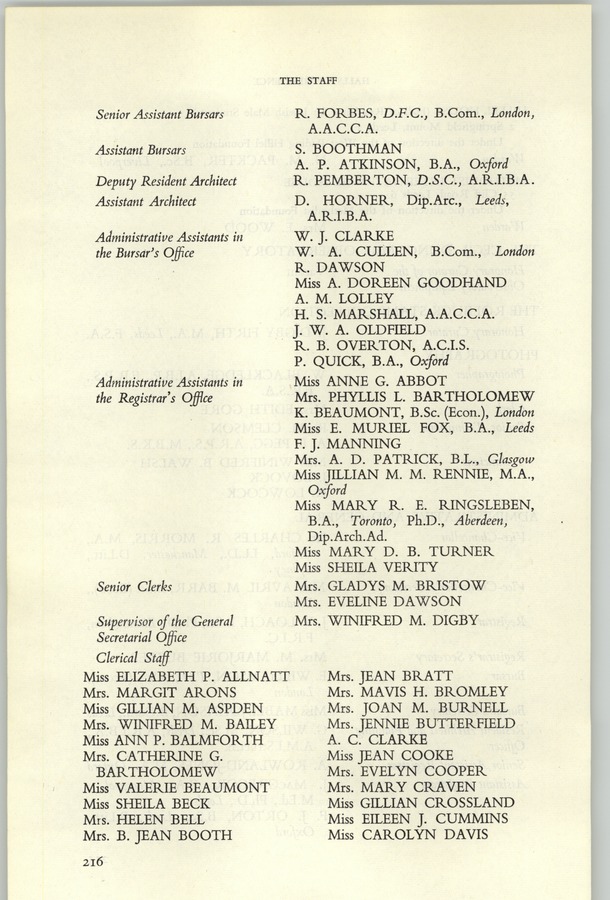 THE STAFF
Senior Assistant Bursars R. FORBES, D.F.C., B.Com., London,
A.A.C.C.A.
Assistant Bursars S. BOOTHMAN
A. P. ATKINSON, B.A., Oxford
Deputy Resident Architect R. PEMBERTON, D.S.C., A.R.I.B.A.
Assistant Architect D. HORNER, Dip.Arc., Leeds,
A.R.I.B.A.
Administrative Assistants in W. J. CLARKE
the Bursar's Office W. A. CULLEN, B.Com., London
R. DAWSON
Miss A. DOREEN GOODHAND
A. M. LOLLEY
H. S. MARSHALL, A.A.C.C.A.
J. W. A. OLDFIELD
R. B. OVERTON, A.C.I.S.
P. QUICK, B.A., Oxford
Administrative Assistants in Miss ANNE G. ABBOT
the Registrar's Office Mrs. PHYLLIS L. BARTHOLOMEW
K. BEAUMONT, B.Sc. (Econ.), London
Miss E. MURIEL FOX, B.A., Leeds
F. J. MANNING
Mrs. A. D. PATRICK, B.L., Glasgow
Miss JILLIAN M. M. RENNIE, M.A.,
Oxford
Miss MARY R. E. RINGSLEBEN,
B.A., Toronto, Ph.D., Aberdeen,
Dip.Arch.Ad.
Miss MARY D. B. TURNER
Miss SHEILA VERITY
Senior Clerks Mrs. GLADYS M. BRISTOW
Mrs. EVELINE DAWSON
Supervisor of the General Mrs. WINIFRED M. DIGBY
Secretarial Office
Clerical Staff
Miss ELIZABETH P. ALLNATT
Mrs. MARGIT ARONS
Miss GILLIAN M. ASPDEN
Mrs. WINIFRED M. BAILEY
Miss ANN P. BALMFORTH
Mrs. CATHERINE G.
BARTHOLOMEW
Miss VALERIE BEAUMONT
Miss SHEILA BECK
Mrs. HELEN BELL
Mrs. B. JEAN BOOTH
Mrs. JEAN BRATT
Mrs. MAVIS H. BROMLEY
Mrs. JOAN M. BURNELL
Mrs. JENNIE BUTTERFIELD
A. C. CLARKE
Miss JEAN COOKE
Mrs. EVELYN COOPER
Mrs. MARY CRAVEN
Miss GILLIAN CROSSLAND
Miss EILEEN J. CUMMINS
Miss CAROLYN DAVIS
216